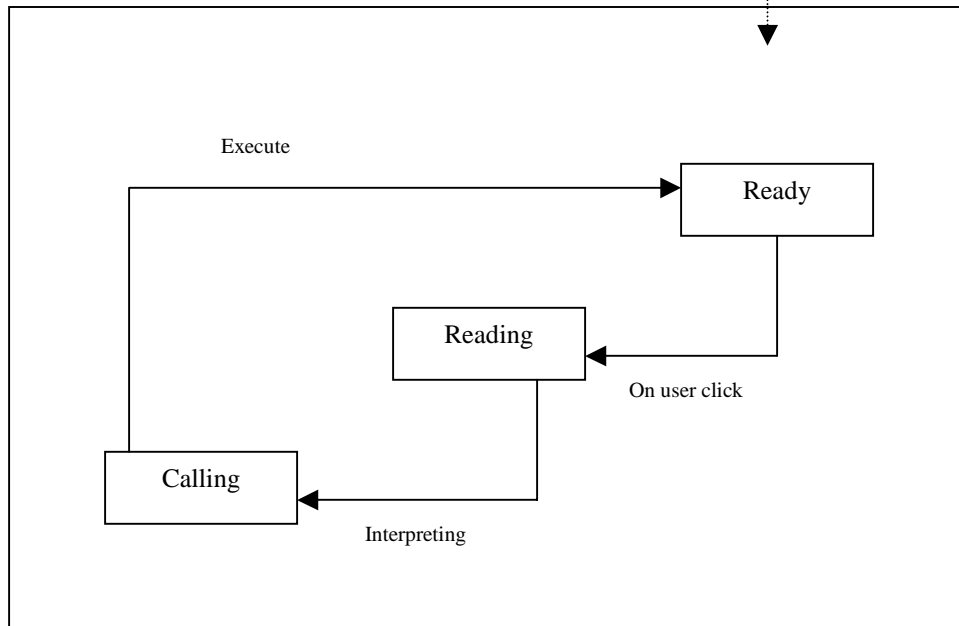 Execute
Ready
Reading
On user click
Calling
Interpreting